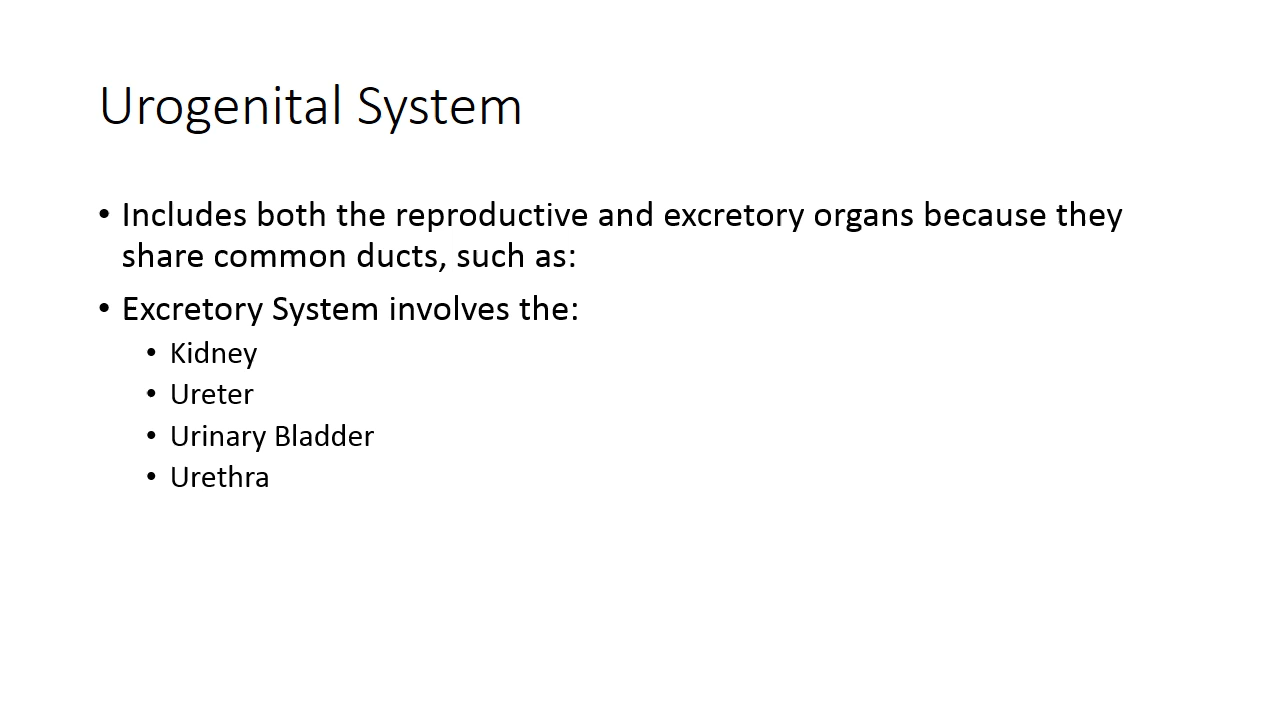 Urogenital System
• Includes both the reproductive and excretory organs because they
share common ducts, such as:
• Excretory System involves the:
• Kidney
• Ureter
• Urinary Bladder
• Urethra